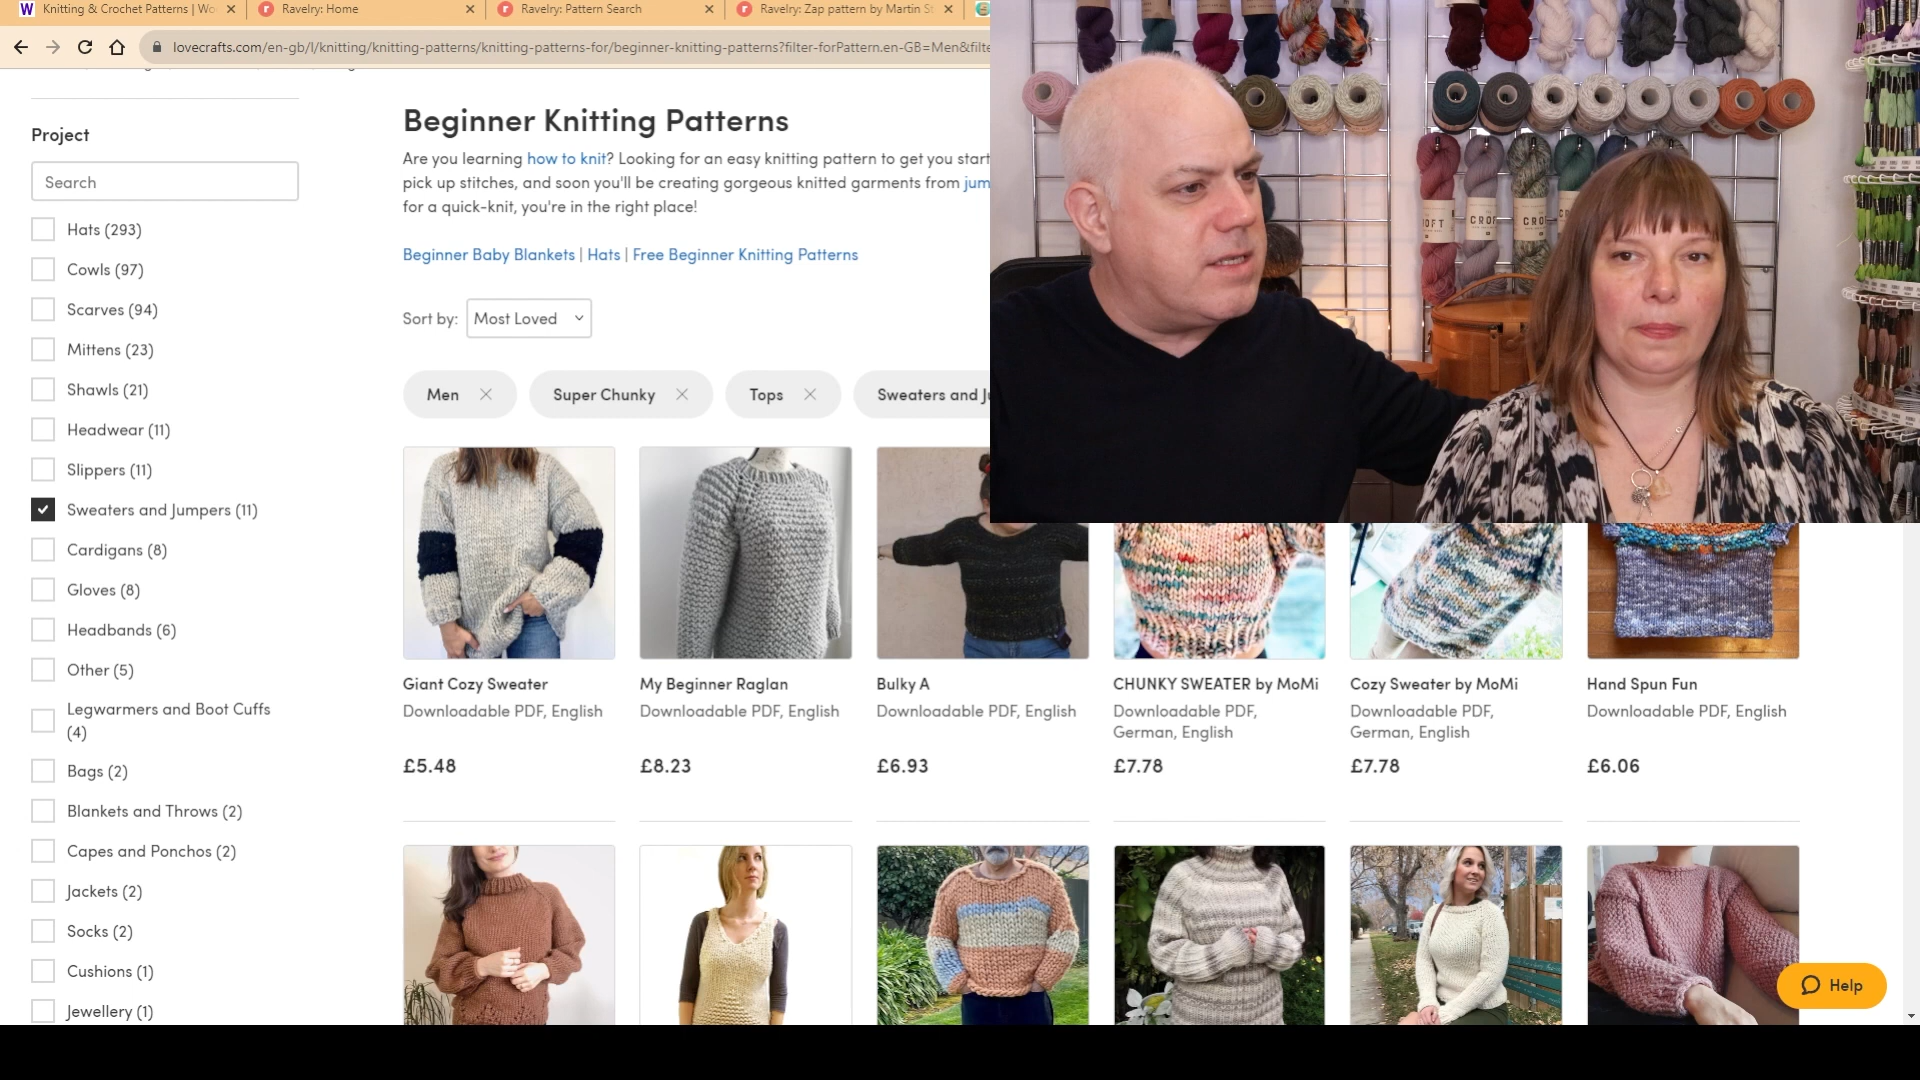 Knitting & Crochet Patterns | Wo
Ravelry: Home
Ravelry: Pattern Search
Ravelry: Zap pattern by Martin St
lovecrafts.com/en-gb/l/knitting/knitting-patterns/knitting-patterns-for/beginner-knitting-patterns?filter-forPattern.en-GB=Men&filte
Project
Search
Hats (293)
Cowls (97)
Scarves (94)
Mittens (23)
Shawls (21)
Headwear (11)
Slippers (11)
Sweaters and Jumpers (11)
Cardigans (8)
Gloves (8)
Headbands (6)
Other (5)
Legwarmers and Boot Cuffs
(4)
Bags (2)
Blankets and Throws (2)
Capes and Ponchos (2)
Jackets (2)
Socks (2)
Cushions (1)
Jewellery (1)
Beginner Knitting Patterns
Are you learning how to knit? Looking for an easy knitting pattern to get you start
pick up stitches, and soon you'll be creating gorgeous knitted garments from jum
for a quick-knit, you're in the right place!
Beginner Baby Blankets | Hats | Free Beginner Knitting Patterns
Sort by: Most Loved
Men Super Chunky Tops Sweaters and Ju
Giant Cozy Sweater
Downloadable PDF, English
£5.48
My Beginner Raglan
Downloadable PDF, English
£8.23
Bulky A
Downloadable PDF, English
£6.93
CHUNKY SWEATER by MoMi
Downloadable PDF,
German, English
£7.78
Cozy Sweater by MoMi
Downloadable PDF,
German, English
£7.78
Hand Spun Fun
Downloadable PDF, English
£6.06
Help